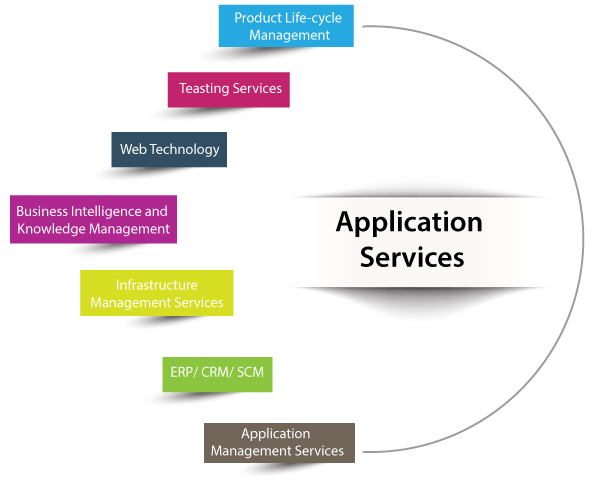 Product Life-cycle
Management
Teasting Services
Web Technology
Business Intelligence and
Knowledge Management
Infrastructure
Management Services
ERP/ CRM/ SCM
Application
Management Services
Application
Services